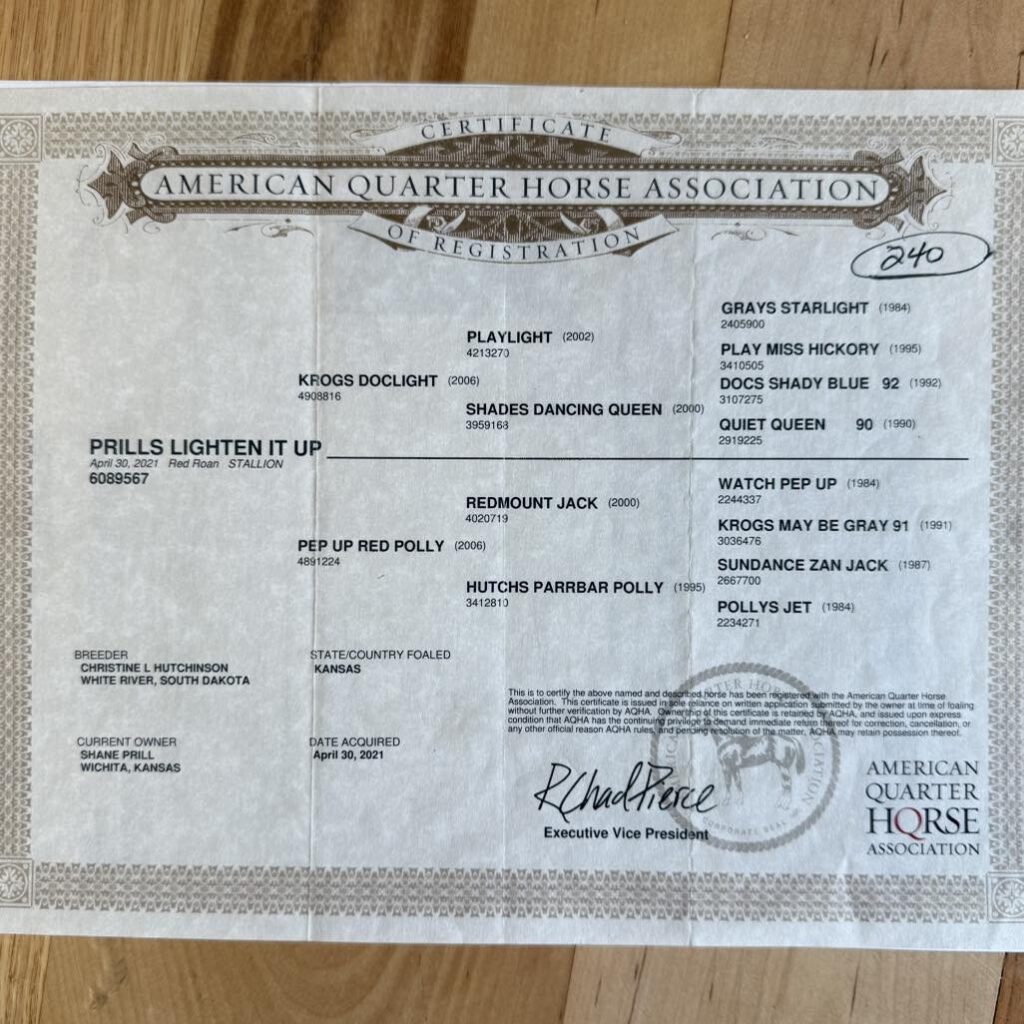 CERTIFICATE
AMERICAN QUARTER HORSE ASSOCIATION
OF REGISTRATION
240
GRAYS STARLIGHT (1984)
2405900
PLAYLIGHT (2002)
4213270
PLAY MISS HICKORY (1995)
3410505
KROGS DOCLIGHT (2006)
4908816
DOCS SHADY BLUE 92 (1992)
3107275
SHADES DANCING QUEEN (2000)
3959168
QUIET QUEEN 90 (1990)
2919225
PRILLS LIGHTEN IT UP
April 30, 2021 Red Roan STALLION
6089567
WATCH PEP UP (1984)
2244337
REDMOUNT JACK (2000)
4020719
KROGS MAY BE GRAY 91 (1991)
3036476
PEP UP RED POLLY (2006)
4891224
SUNDANCE ZAN JACK (1987)
2667700
HUTCHS PARRBAR POLLY (1995)
3412810
POLLYS JET (1984)
2234271
BREEDER
CHRISTINE L HUTCHINSON
WHITE RIVER, SOUTH DAKOTA
STATE/COUNTRY FOALED
KANSAS
CURRENT OWNER
SHANE PRILL
WICHITA, KANSAS
DATE ACQUIRED
April 30, 2021
This is to certify the above named and described horse has been registered with the American Quarter Horse
Association. This certificate is issued in sole reliance on written application submitted by the owner at time of foaling
without further verification by AQHA. Ownership of this certificate is retained by AQHA, and issued upon express
condition that AQHA has the continuing privilege to demand immediate return thereof for correction, cancellation, or
any other official reason AQHA rules, and pending resolution of the matter, AQHA may retain possession thereof.
R Chad Pierce
Executive Vice President
CORPORATE SEAL
AMERICAN
QUARTER
HORSE
ASSOCIATION